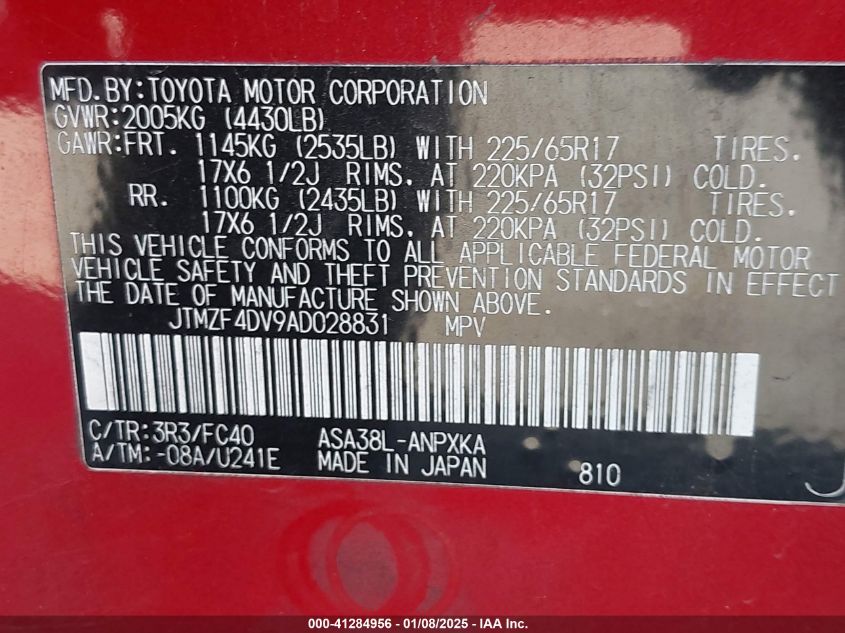 MFD.BY:TOYOTA MOTOR CORPORATION
GVWR:2005KG (4430LB)
GAWR:FRT. 1145KG (2535LB) WITH 225/65R17 TIRES.
17X6 1/2J RIMS. AT 220KPA (32PSI) COLD.
RR. 1100KG (2435LB) WITH 225/65R17 TIRES.
17X6 1/2J RIMS. AT 220KPA (32PSI) COLD.
THIS VEHICLE CONFORMS TO ALL APPLICABLE FEDERAL MOTOR
VEHICLE SAFETY AND THEFT PREVENTION STANDARDS IN EFFECT
THE DATE OF MANUFACTURE SHOWN ABOVE.
JTMZF4DV9AD028831 MPV
C/TR:3R3/FC40 ASA38L-ANPXKA
A/TM:-08A/U241E MADE IN JAPAN 810
000-41284956 — 01/08/2025 — IAA Inc.